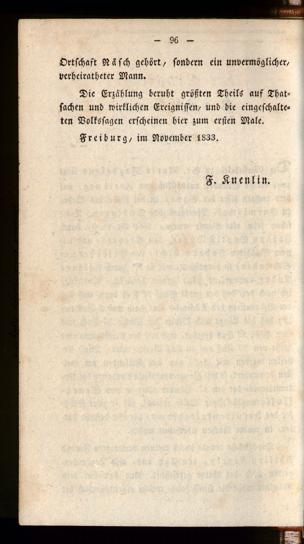 — 96 —
Ortschaft Räsch gehört, sondern ein unvermöglicher,
verheiratheter Mann.
Die Erzählung beruht größten Theils auf That-
sachen und wirklichen Ereignissen, und die eingeschalte-
ten Volkssagen erscheinen hier zum ersten Male.
Freiburg, im November 1833.
F. Kuenlin.